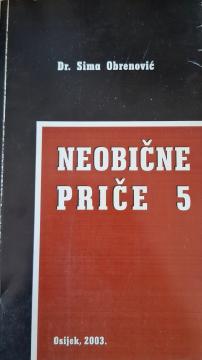 Dr. Sima Obrenović
NEOBIČNE
PRIČE 5
Osijek, 2003.